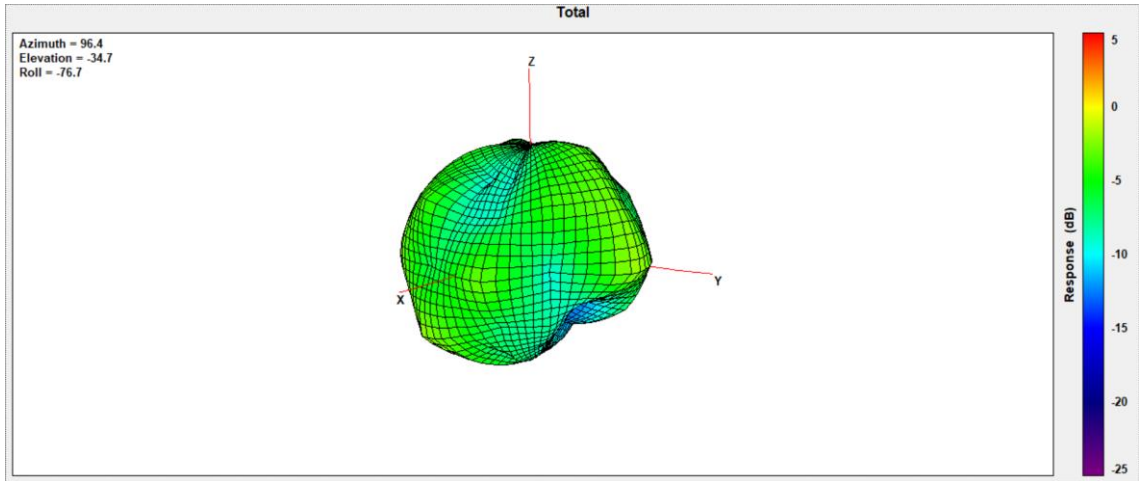 Total
Azimuth = 96.4
Elevation = -34.7
Roll = -76.7
Z
X
Y
5
0
-5
-10
-15
-20
-25
Response (dB)